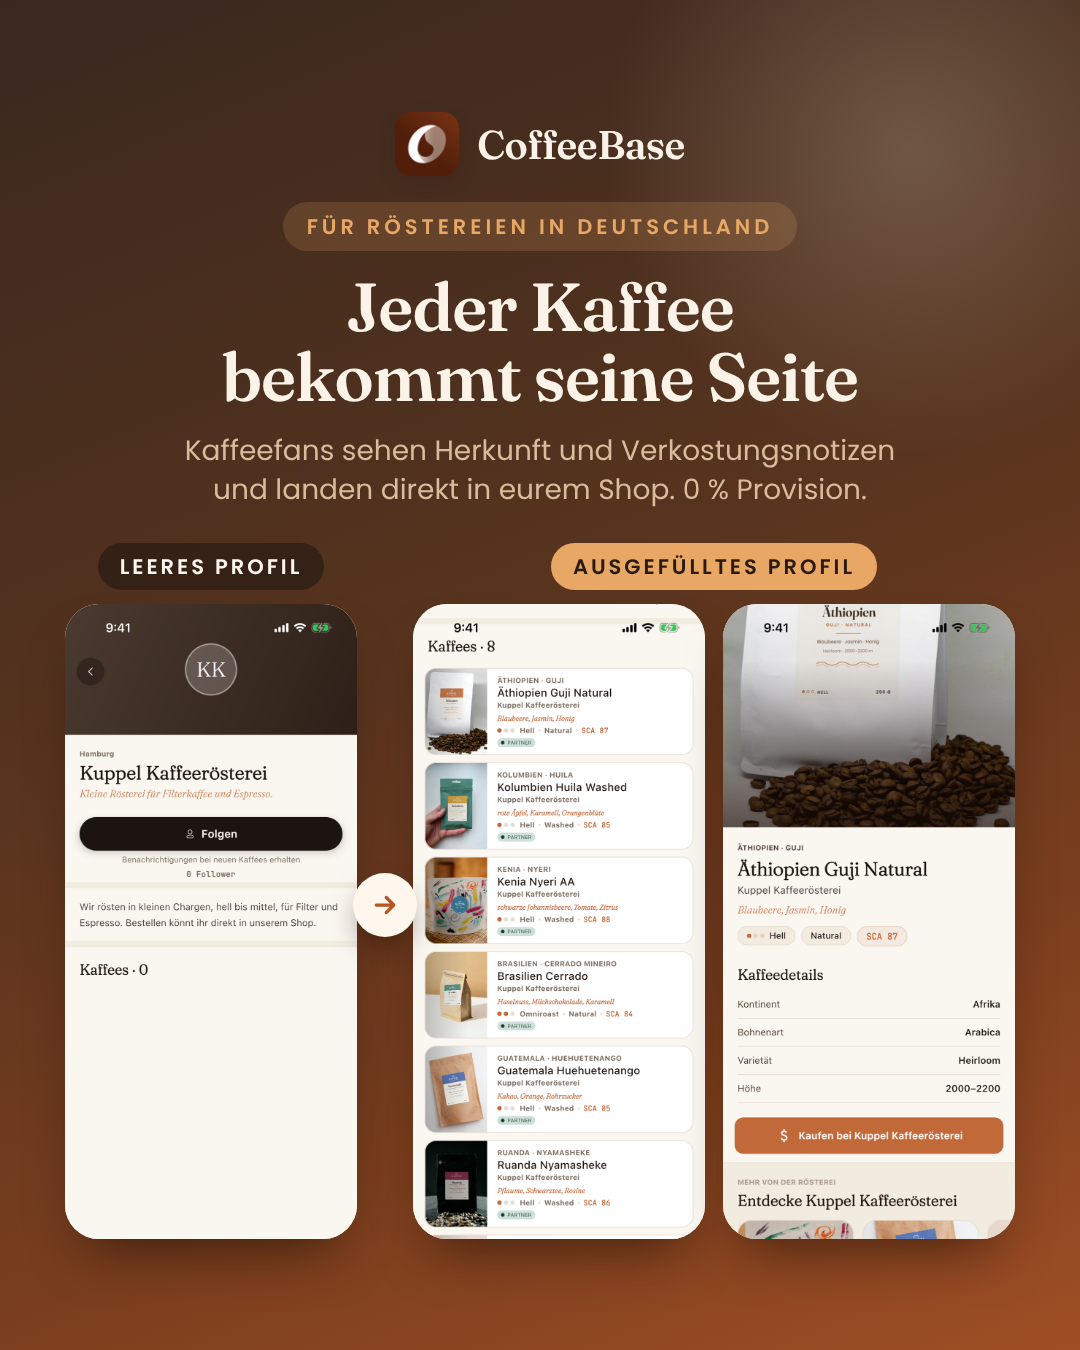 CoffeeBase
FÜR RÖSTEREIEN IN DEUTSCHLAND
Jeder Kaffee
bekommt seine Seite
Kaffeefans sehen Herkunft und Verkostungsnotizen
und landen direkt in eurem Shop. 0 % Provision.
LEERES PROFIL
9:41
KK
Hamburg
Kuppel Kaffeerösterei
Kleine Rösterei für Filterkaffee und Espresso.
Folgen
Benachrichtigungen bei neuen Kaffees erhalten
0 Follower
Wir rösten in kleinen Chargen, hell bis mittel, für Filter und
Espresso. Bestellen könnt ihr direkt in unserem Shop.
Kaffees · 0
AUSGEFÜLLTES PROFIL
9:41
Kaffees · 8
ÄTHIOPIEN · GUJI
Äthiopien Guji Natural
Kuppel Kaffeerösterei
Blaubeere, Jasmin, Honig
Hell · Natural · SCA 87
PARTNER
KOLUMBIEN · HUILA
Kolumbien Huila Washed
Kuppel Kaffeerösterei
rote Äpfel, Karamell, Orangenblüte
Hell · Washed · SCA 85
PARTNER
KENIA · NYERI
Kenia Nyeri AA
Kuppel Kaffeerösterei
schwarze Johannisbeere, Tomate, Zitrus
Hell · Washed · SCA 88
PARTNER
BRASILIEN · CERRADO MINEIRO
Brasilien Cerrado
Kuppel Kaffeerösterei
Haselnuss, Milchschokolade, Karamell
Omniroast · Natural · SCA 84
PARTNER
GUATEMALA · HUEHUETENANGO
Guatemala Huehuetenango
Kuppel Kaffeerösterei
Kakao, Orange, Rohrzucker
Hell · Washed · SCA 85
PARTNER
RUANDA · NYAMASHEKE
Ruanda Nyamasheke
Kuppel Kaffeerösterei
Pflaume, Schwarztee, Rosine
Hell · Washed · SCA 86
PARTNER
9:41
Äthiopien
GUJI · NATURAL
Blaubeere · Jasmin · Honig
Heirloom · 2000–2200 m
HELL
250 G
ÄTHIOPIEN · GUJI
Äthiopien Guji Natural
Kuppel Kaffeerösterei
Blaubeere, Jasmin, Honig
Hell
Natural
SCA 87
Kaffeedetails
Kontinent Afrika
Bohnenart Arabica
Varietät Heirloom
Höhe 2000–2200
$ Kaufen bei Kuppel Kaffeerösterei
MEHR VON DER RÖSTEREI
Entdecke Kuppel Kaffeerösterei